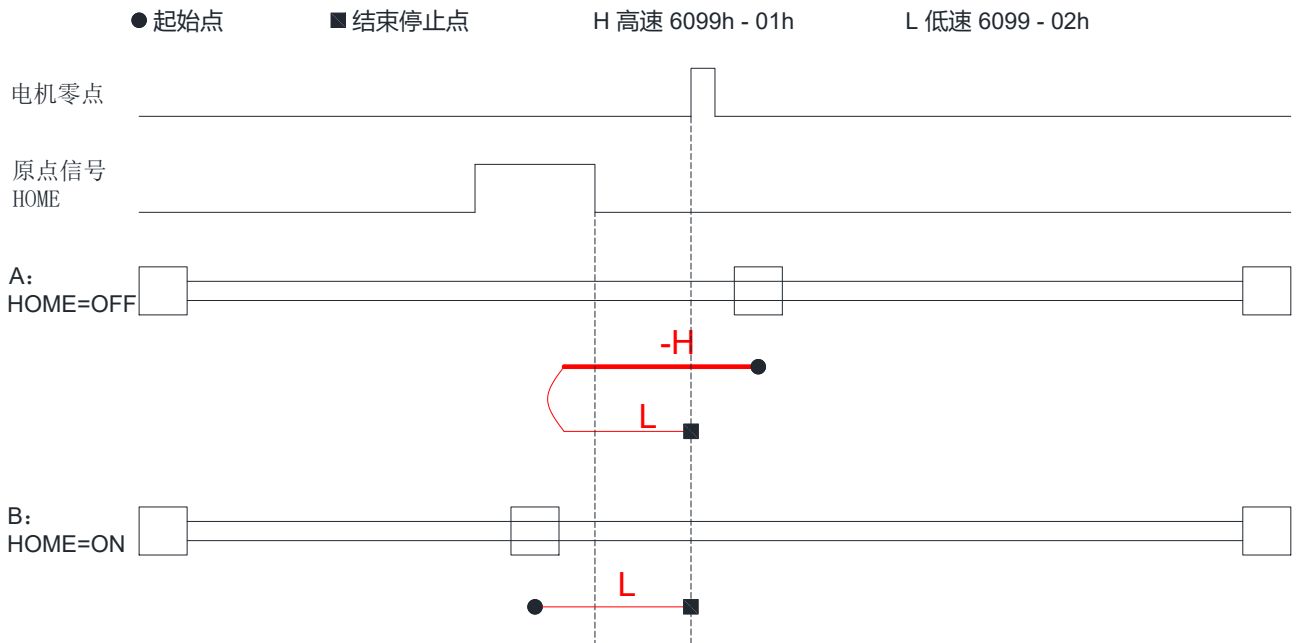 ● 起始点 ■ 结束停止点 H 高速 6099h - 01h L 低速 6099 - 02h
电机零点
原点信号
HOME
A：
HOME=OFF
-H
L
B：
HOME=ON
L